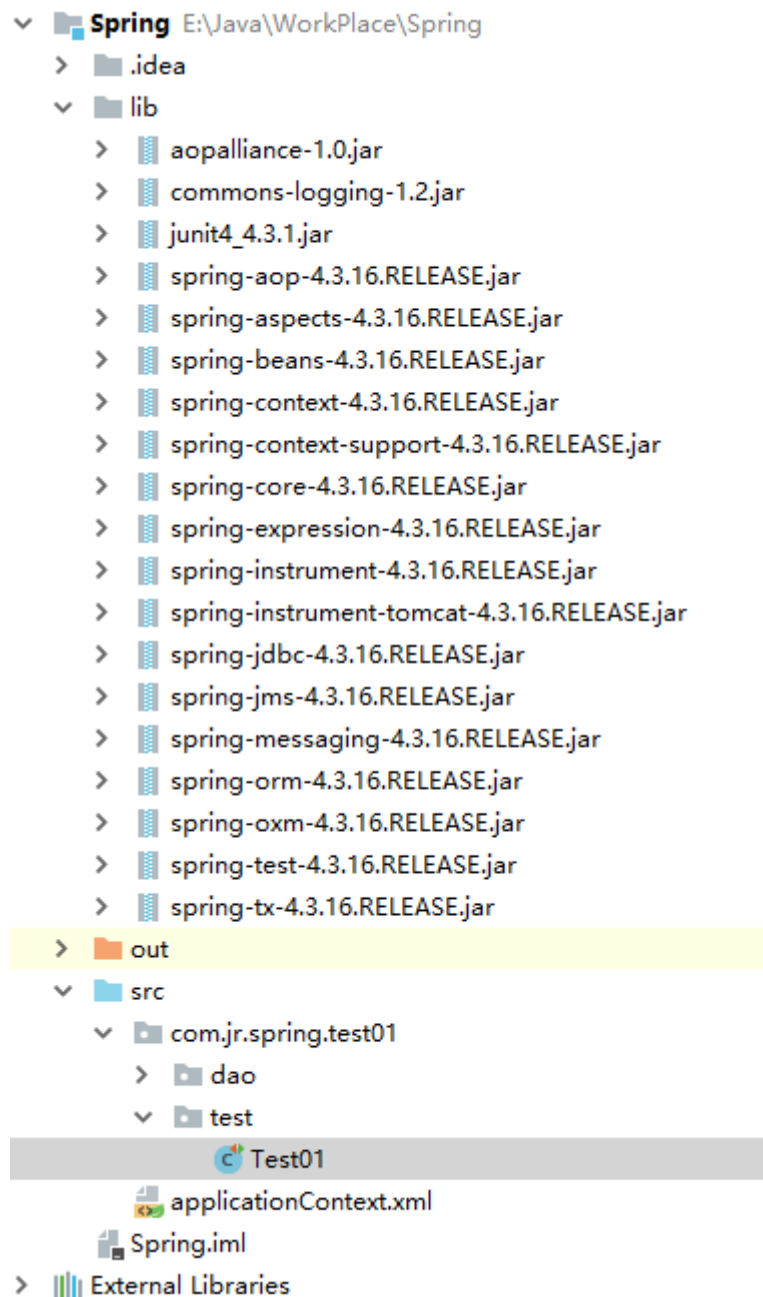 Spring E:\Java\WorkPlace\Spring
.idea
lib
aopalliance-1.0.jar
commons-logging-1.2.jar
junit4_4.3.1.jar
spring-aop-4.3.16.RELEASE.jar
spring-aspects-4.3.16.RELEASE.jar
spring-beans-4.3.16.RELEASE.jar
spring-context-4.3.16.RELEASE.jar
spring-context-support-4.3.16.RELEASE.jar
spring-core-4.3.16.RELEASE.jar
spring-expression-4.3.16.RELEASE.jar
spring-instrument-4.3.16.RELEASE.jar
spring-instrument-tomcat-4.3.16.RELEASE.jar
spring-jdbc-4.3.16.RELEASE.jar
spring-jms-4.3.16.RELEASE.jar
spring-messaging-4.3.16.RELEASE.jar
spring-orm-4.3.16.RELEASE.jar
spring-oxm-4.3.16.RELEASE.jar
spring-test-4.3.16.RELEASE.jar
spring-tx-4.3.16.RELEASE.jar
out
src
com.jr.spring.test01
dao
test
Test01
applicationContext.xml
Spring.iml
External Libraries